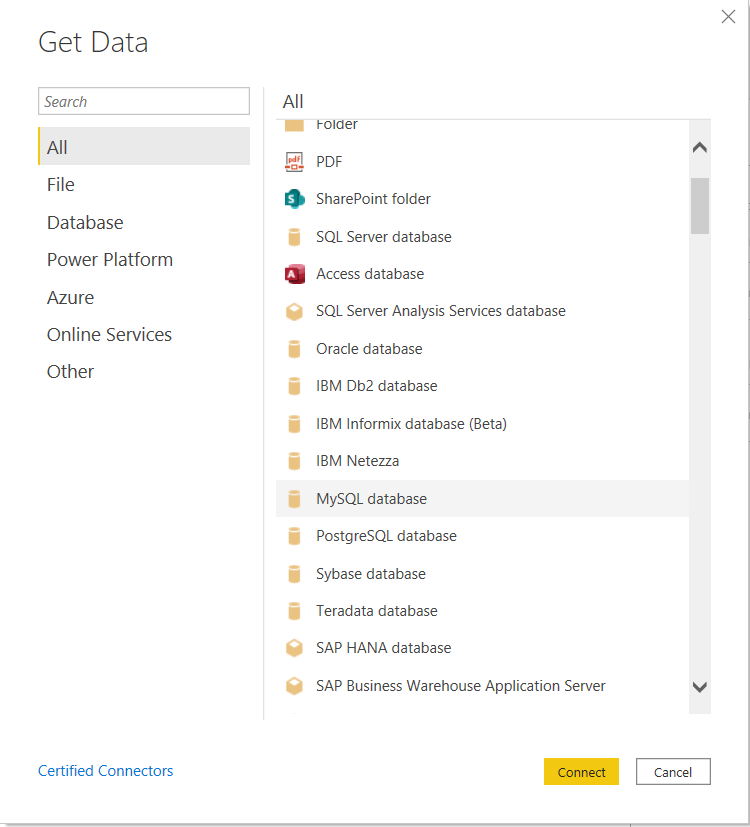 Get Data
Search
All
File
Database
Power Platform
Azure
Online Services
Other
All
Folder
PDF
SharePoint folder
SQL Server database
Access database
SQL Server Analysis Services database
Oracle database
IBM Db2 database
IBM Informix database (Beta)
IBM Netezza
MySQL database
PostgreSQL database
Sybase database
Teradata database
SAP HANA database
SAP Business Warehouse Application Server
Certified Connectors
Connect
Cancel